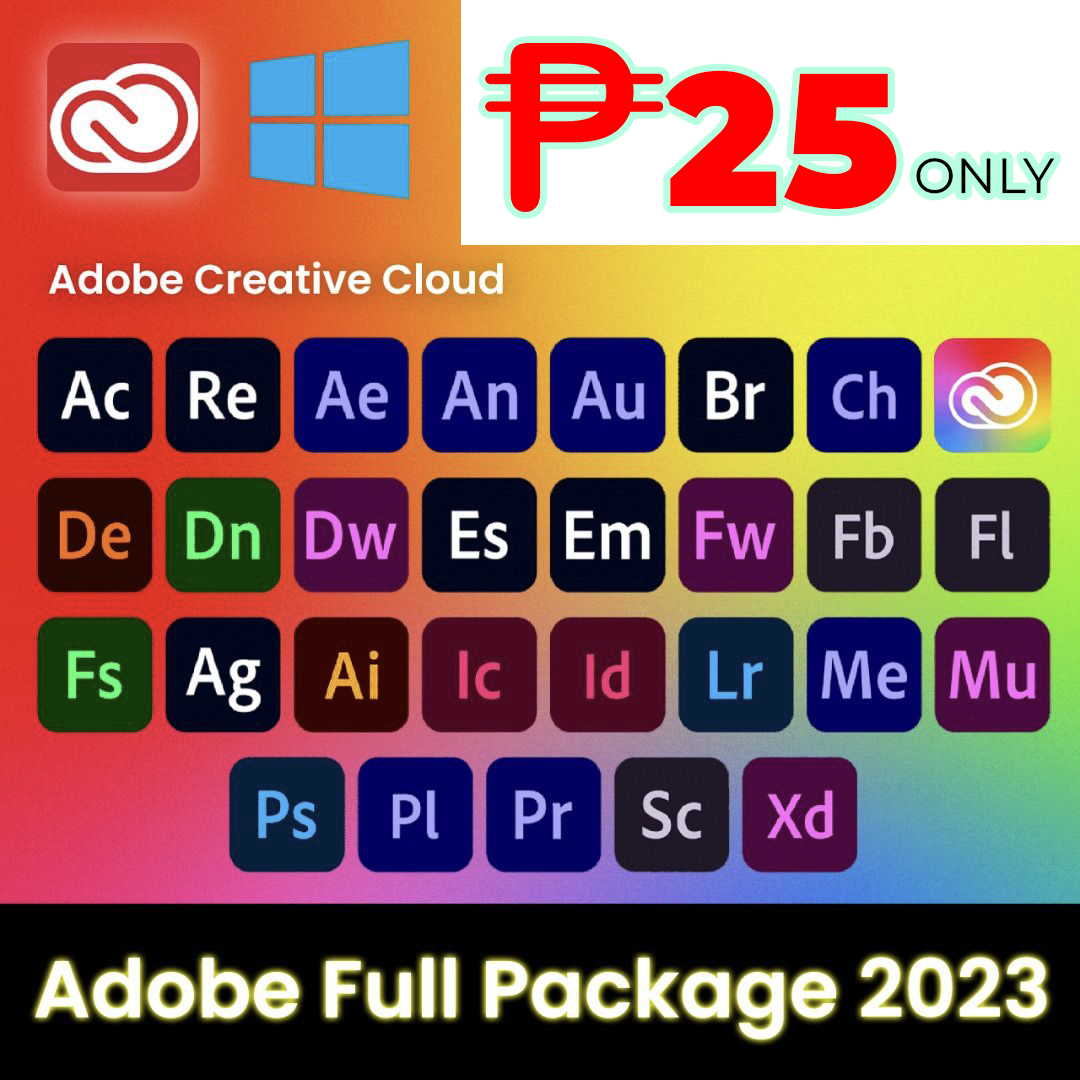 ₱25 ONLY
Adobe Creative Cloud
Ac Re Ae An Au Br Ch
De Dn Dw Es Em Fw Fb Fl
Fs Ag Ai Ic Id Lr Me Mu
Ps Pl Pr Sc Xd
Adobe Full Package 2023